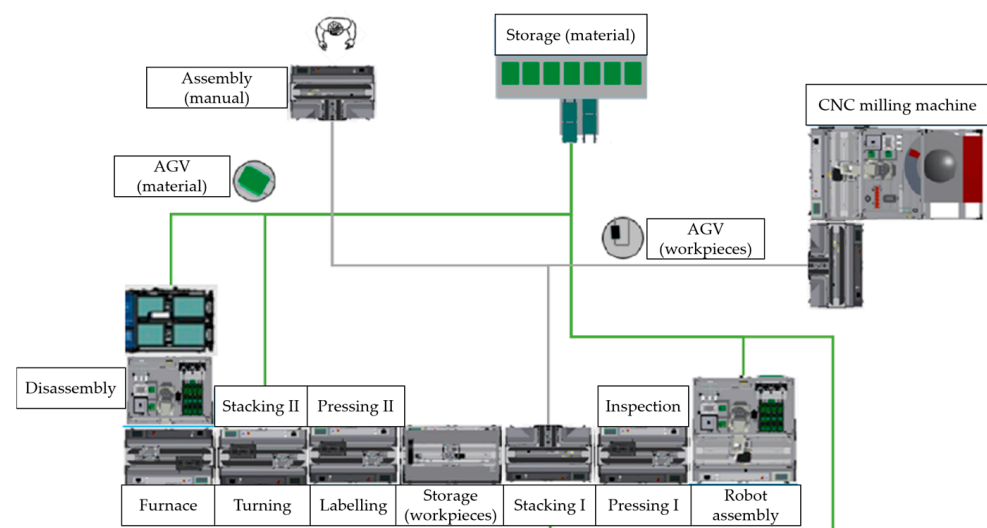 Storage (material)
Assembly
(manual)
CNC milling machine
AGV
(material)
AGV
(workpieces)
Disassembly
Stacking II
Pressing II
Inspection
Furnace
Turning
Labelling
Storage
(workpieces)
Stacking I
Pressing I
Robot
assembly